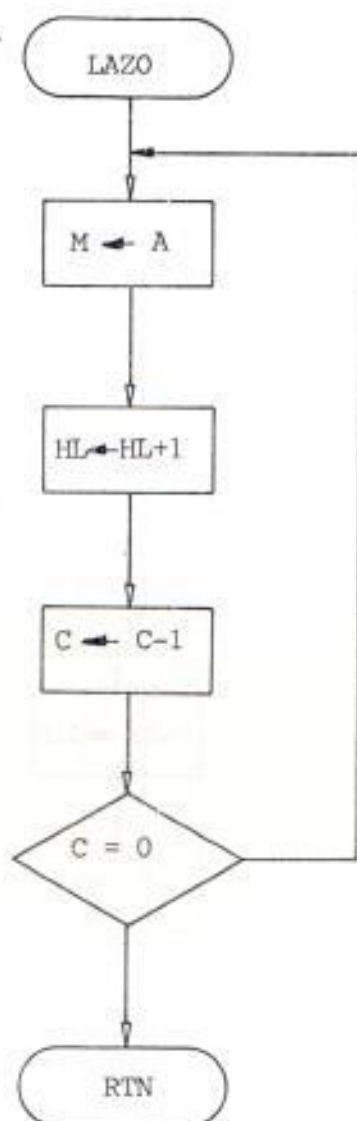 LAZO
M ← A
HL←HL+1
C ← C-1
C = 0
RTN